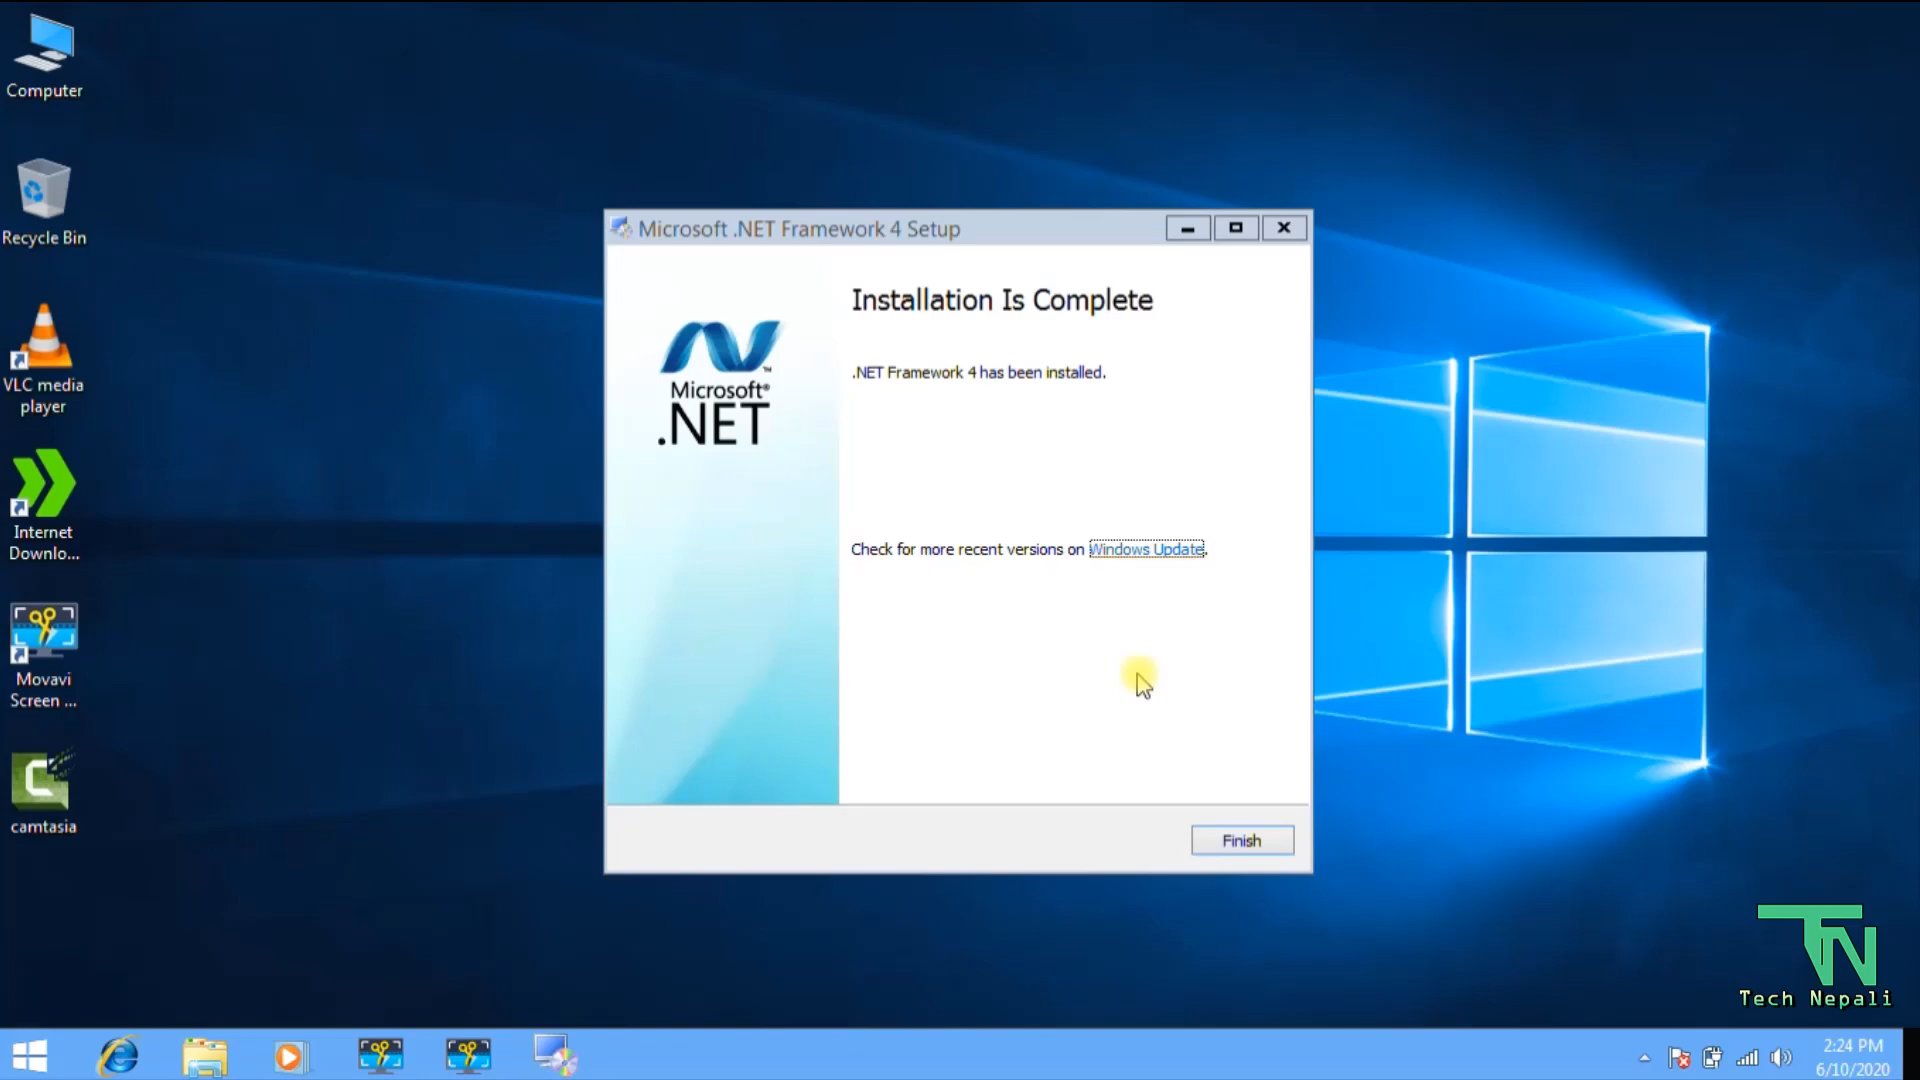 Computer
Recycle Bin
VLC media
player
Internet
Downlo...
Movavi
Screen ...
camtasia
Microsoft .NET Framework 4 Setup
Microsoft®
.NET
TM
Installation Is Complete
.NET Framework 4 has been installed.
Check for more recent versions on Windows Update.
Finish
TN
Tech Nepali
2:24 PM
6/10/2020